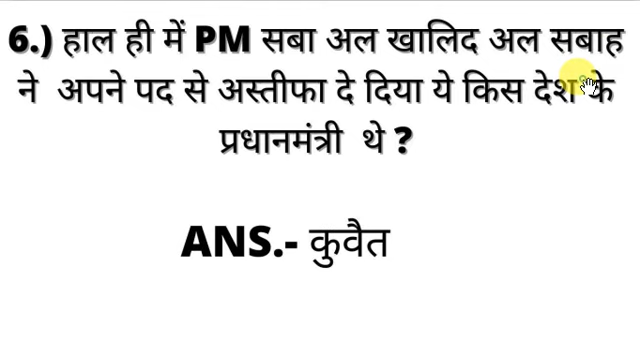 6.) हाल ही में PM सबा अल खालिद अल सबाह
ने अपने पद से अस्तीफा दे दिया ये किस देश के
प्रधानमंत्री थे ?
ANS.- कुवैत